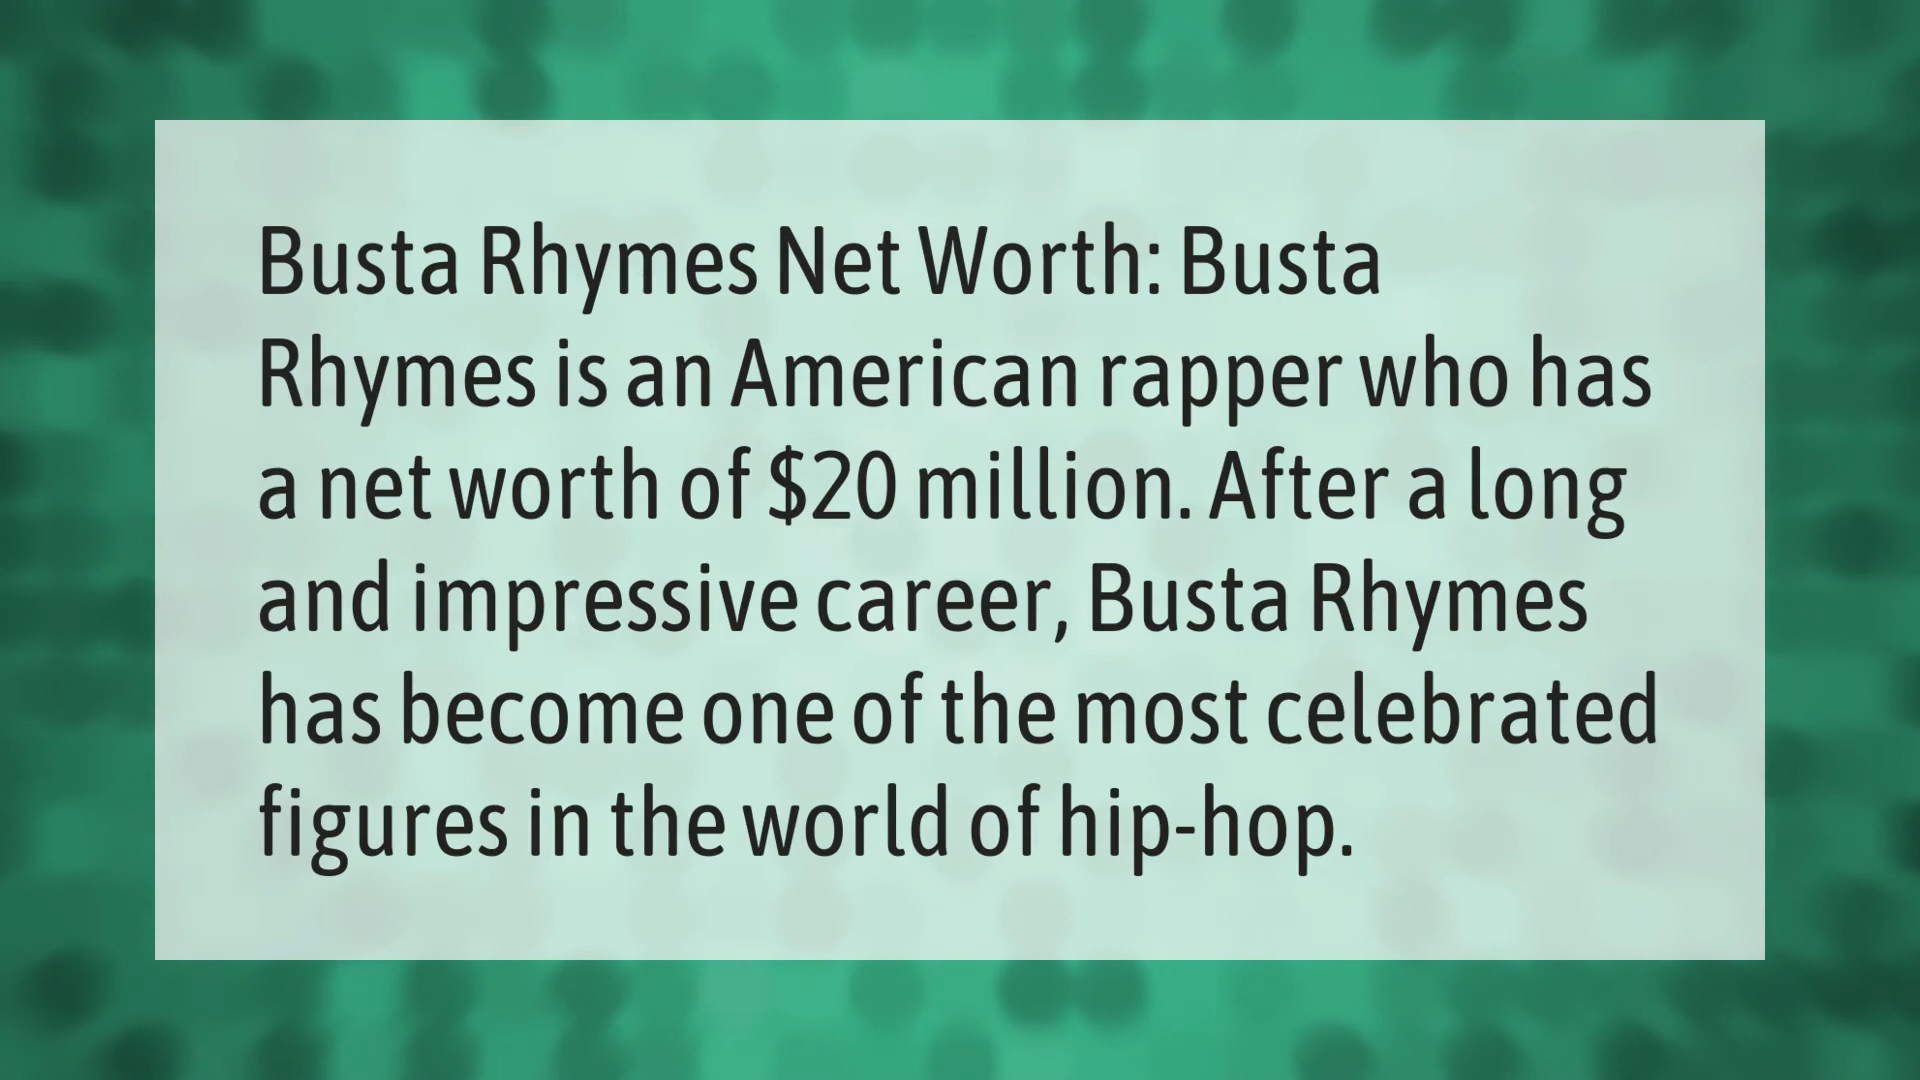 Busta Rhymes Net Worth: Busta
Rhymes is an American rapper who has
a net worth of $20 million. After a long
and impressive career, Busta Rhymes
has become one of the most celebrated
figures in the world of hip-hop.